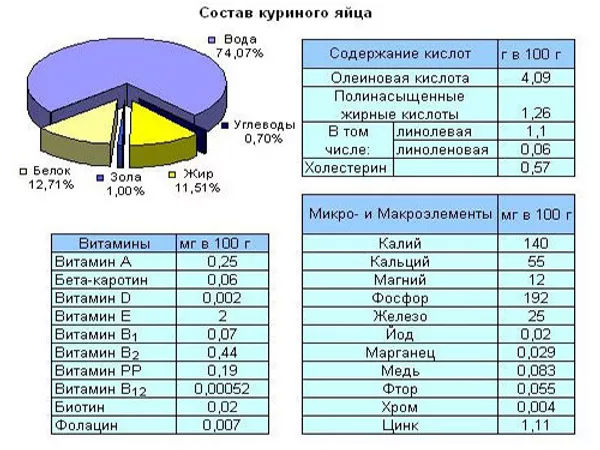 Состав куриного яйца
Вода
74,07%
Углеводы
0,70%
Белок
12,71%
Зола
1,00%
Жир
11,51%
Содержание кислот г в 100 г
Олеиновая кислота 4,09
Полинасыщенные
жирные кислоты 1,26
В том линолевая 1,1
числе: линоленовая 0,06
Холестерин 0,57
Витамины мг в 100 г
Витамин A 0,25
Бета-каротин 0,06
Витамин D 0,002
Витамин E 2
Витамин B1 0,07
Витамин B2 0,44
Витамин PP 0,19
Витамин B12 0,00052
Биотин 0,02
Фолацин 0,007
Микро- и Макроэлементы мг в 100 г
Калий 140
Кальций 55
Магний 12
Фосфор 192
Железо 25
Йод 0,02
Марганец 0,029
Медь 0,083
Фтор 0,055
Хром 0,004
Цинк 1,11